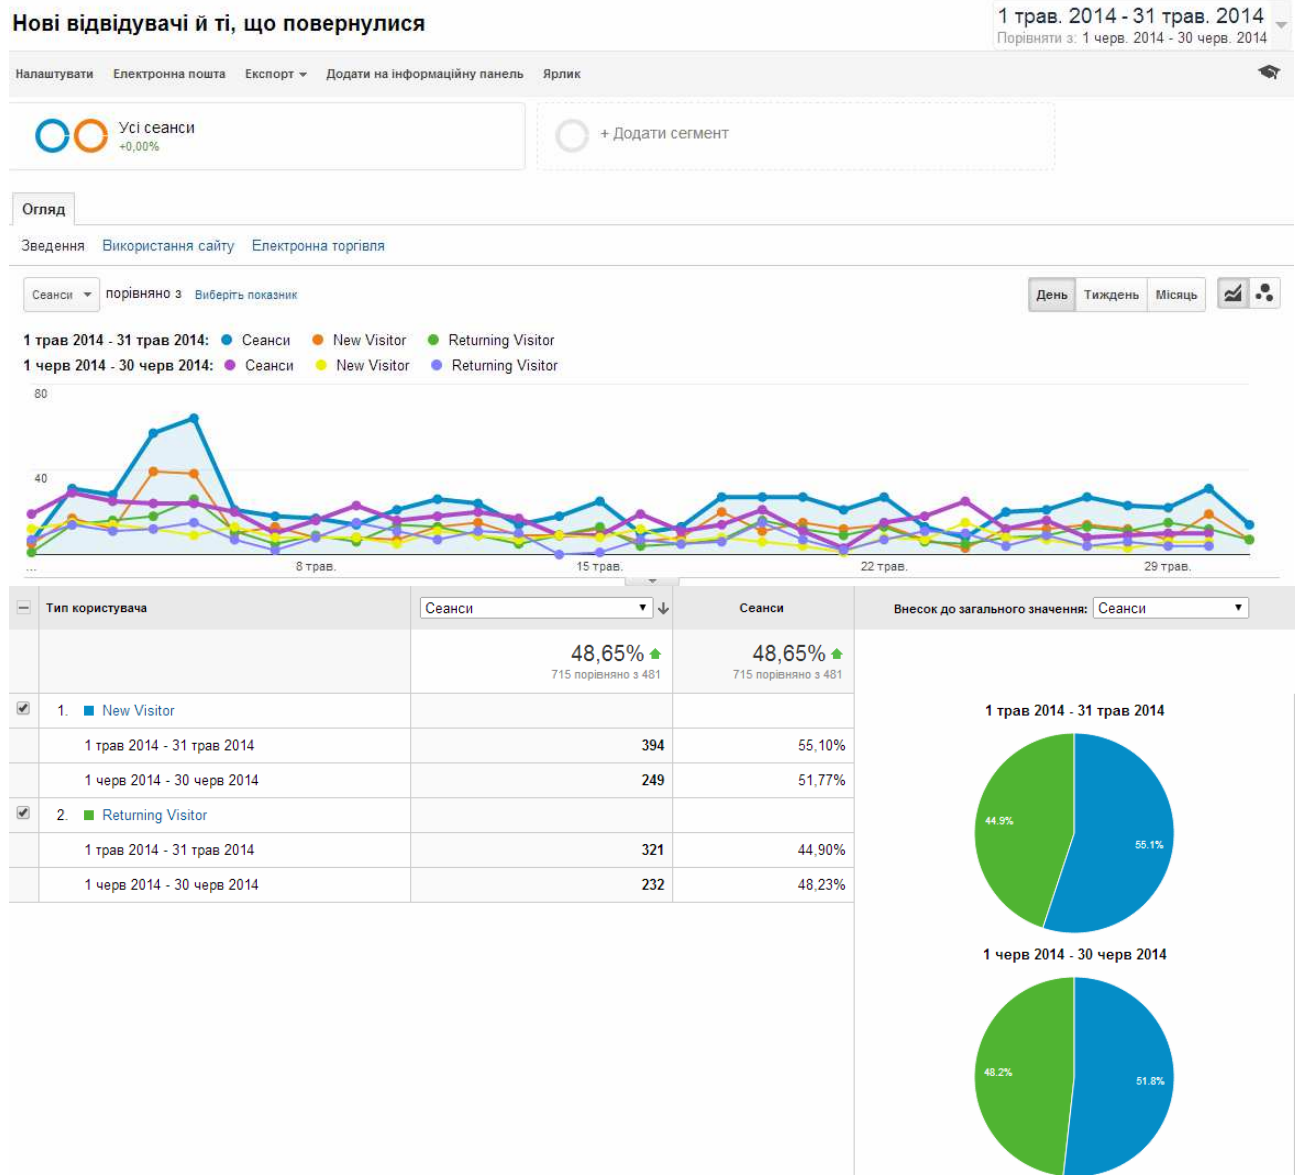 Нові відвідувачі й ті, що повернулися
1 трав. 2014 - 31 трав. 2014
Порівняти з: 1 черв. 2014 - 30 черв. 2014
Налаштувати Електронна пошта Експорт Додати на інформаційну панель Ярлик
Усі сеанси
+0,00%
+ Додати сегмент
Огляд
Зведення Використання сайту Електронна торгівля
Сеанси порівняно з Виберіть показник
День Тиждень Місяць
1 трав 2014 - 31 трав 2014: Сеанси New Visitor Returning Visitor
1 черв 2014 - 30 черв 2014: Сеанси New Visitor Returning Visitor
80
40
... 8 трав. 15 трав. 22 трав. 29 трав.
Тип користувача Сеанси Сеанси Внесок до загального значення: Сеанси
48,65% 48,65%
715 порівняно з 481 715 порівняно з 481
1. New Visitor
1 трав 2014 - 31 трав 2014 394 55,10%
1 черв 2014 - 30 черв 2014 249 51,77%
2. Returning Visitor
1 трав 2014 - 31 трав 2014 321 44,90%
1 черв 2014 - 30 черв 2014 232 48,23%
1 трав 2014 - 31 трав 2014
44.9%
55.1%
1 черв 2014 - 30 черв 2014
48.2%
51.8%